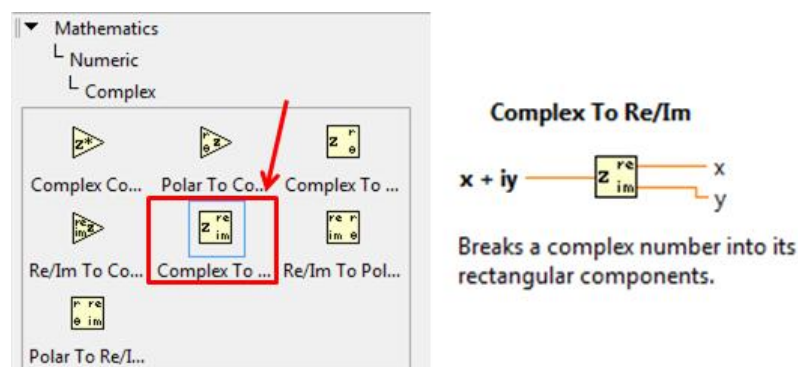 Mathematics
Numeric
Complex
z*
r θ z
z r θ
Complex Co...
Polar To Co...
Complex To ...
re im z
z re im
re r im θ
Re/Im To Co...
Complex To ...
Re/Im To Pol...
r re θ im
Polar To Re/I...
Complex To Re/Im
x + iy
z re im
x
y
Breaks a complex number into its
rectangular components.